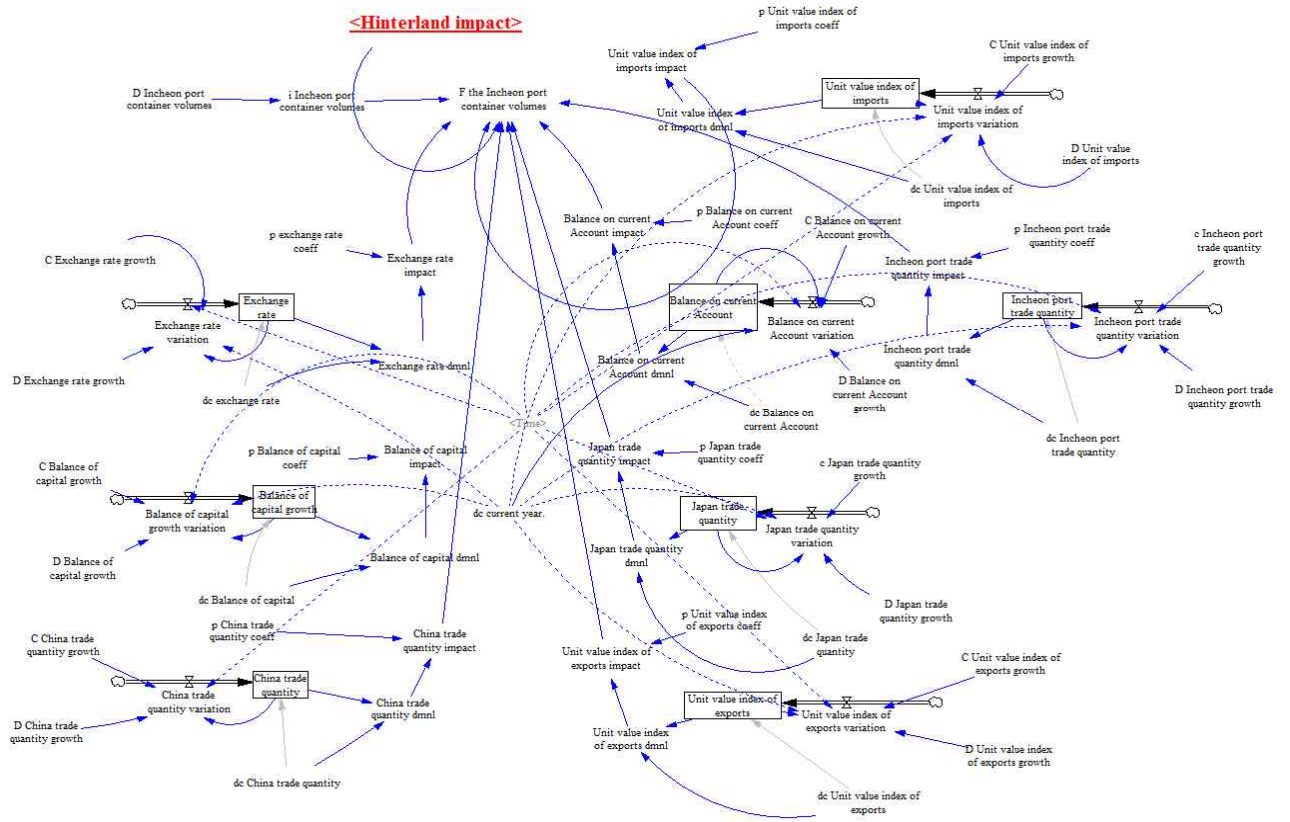 <Hinterland impact>
p Unit value index of
imports coeff
Unit value index of
imports impact
C Unit value index of
imports growth
D Incheon port
container volumes
i Incheon port
container volumes
F the Incheon port
container volumes
Unit value index of
imports
Unit value index
of imports dmnl
Unit value index of
imports variation
D Unit value
index of imports
dc Unit value index of
imports
Balance on current
Account impact
p Balance on current
Account coeff
C Balance on current
Account growth
p Incheon port trade
quantity coeff
c Incheon port
trade quantity
growth
p exchange rate
coeff
C Exchange rate growth
Exchange rate
impact
Incheon port trade
quantity impact
Exchange
rate
Exchange rate
variation
Balance on current
Account
Balance on current
Account variation
Incheon port
trade quantity
Incheon port trade
quantity variation
D Exchange rate growth
dc exchange rate
Exchange rate dmnl
Balance on current
Account dmnl
Incheon port trade
quantity dmnl
D Balance on
current Account
growth
D Incheon port trade
quantity growth
dc Balance on
current Account
<Time>
dc Incheon port
trade quantity
p Balance of capital
coeff
Balance of capital
impact
Japan trade
quantity impact
p Japan trade
quantity coeff
C Balance of
capital growth
c Japan trade quantity
growth
Balance of
capital growth
Balance of capital
growth variation
dc current year.
Japan trade
quantity
Japan trade quantity
variation
D Balance of
capital growth
Balance of capital dmnl
Japan trade quantity
dmnl
dc Balance of capital
D Japan trade
quantity growth
p China trade
quantity coeff
p Unit value index
of exports coeff
C China trade
quantity growth
China trade
quantity impact
dc Japan trade
quantity
Unit value index of
exports impact
C Unit value index of
exports growth
China trade
quantity
China trade
quantity variation
China trade
quantity dmnl
Unit value index of
exports
Unit value index of
exports variation
D China trade
quantity growth
Unit value index
of exports dmnl
D Unit value index
of exports growth
dc China trade quantity
dc Unit value index of
exports